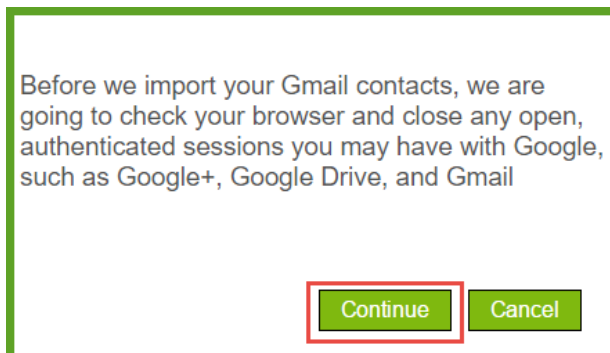 Before we import your Gmail contacts, we are
going to check your browser and close any open,
authenticated sessions you may have with Google,
such as Google+, Google Drive, and Gmail
Continue Cancel